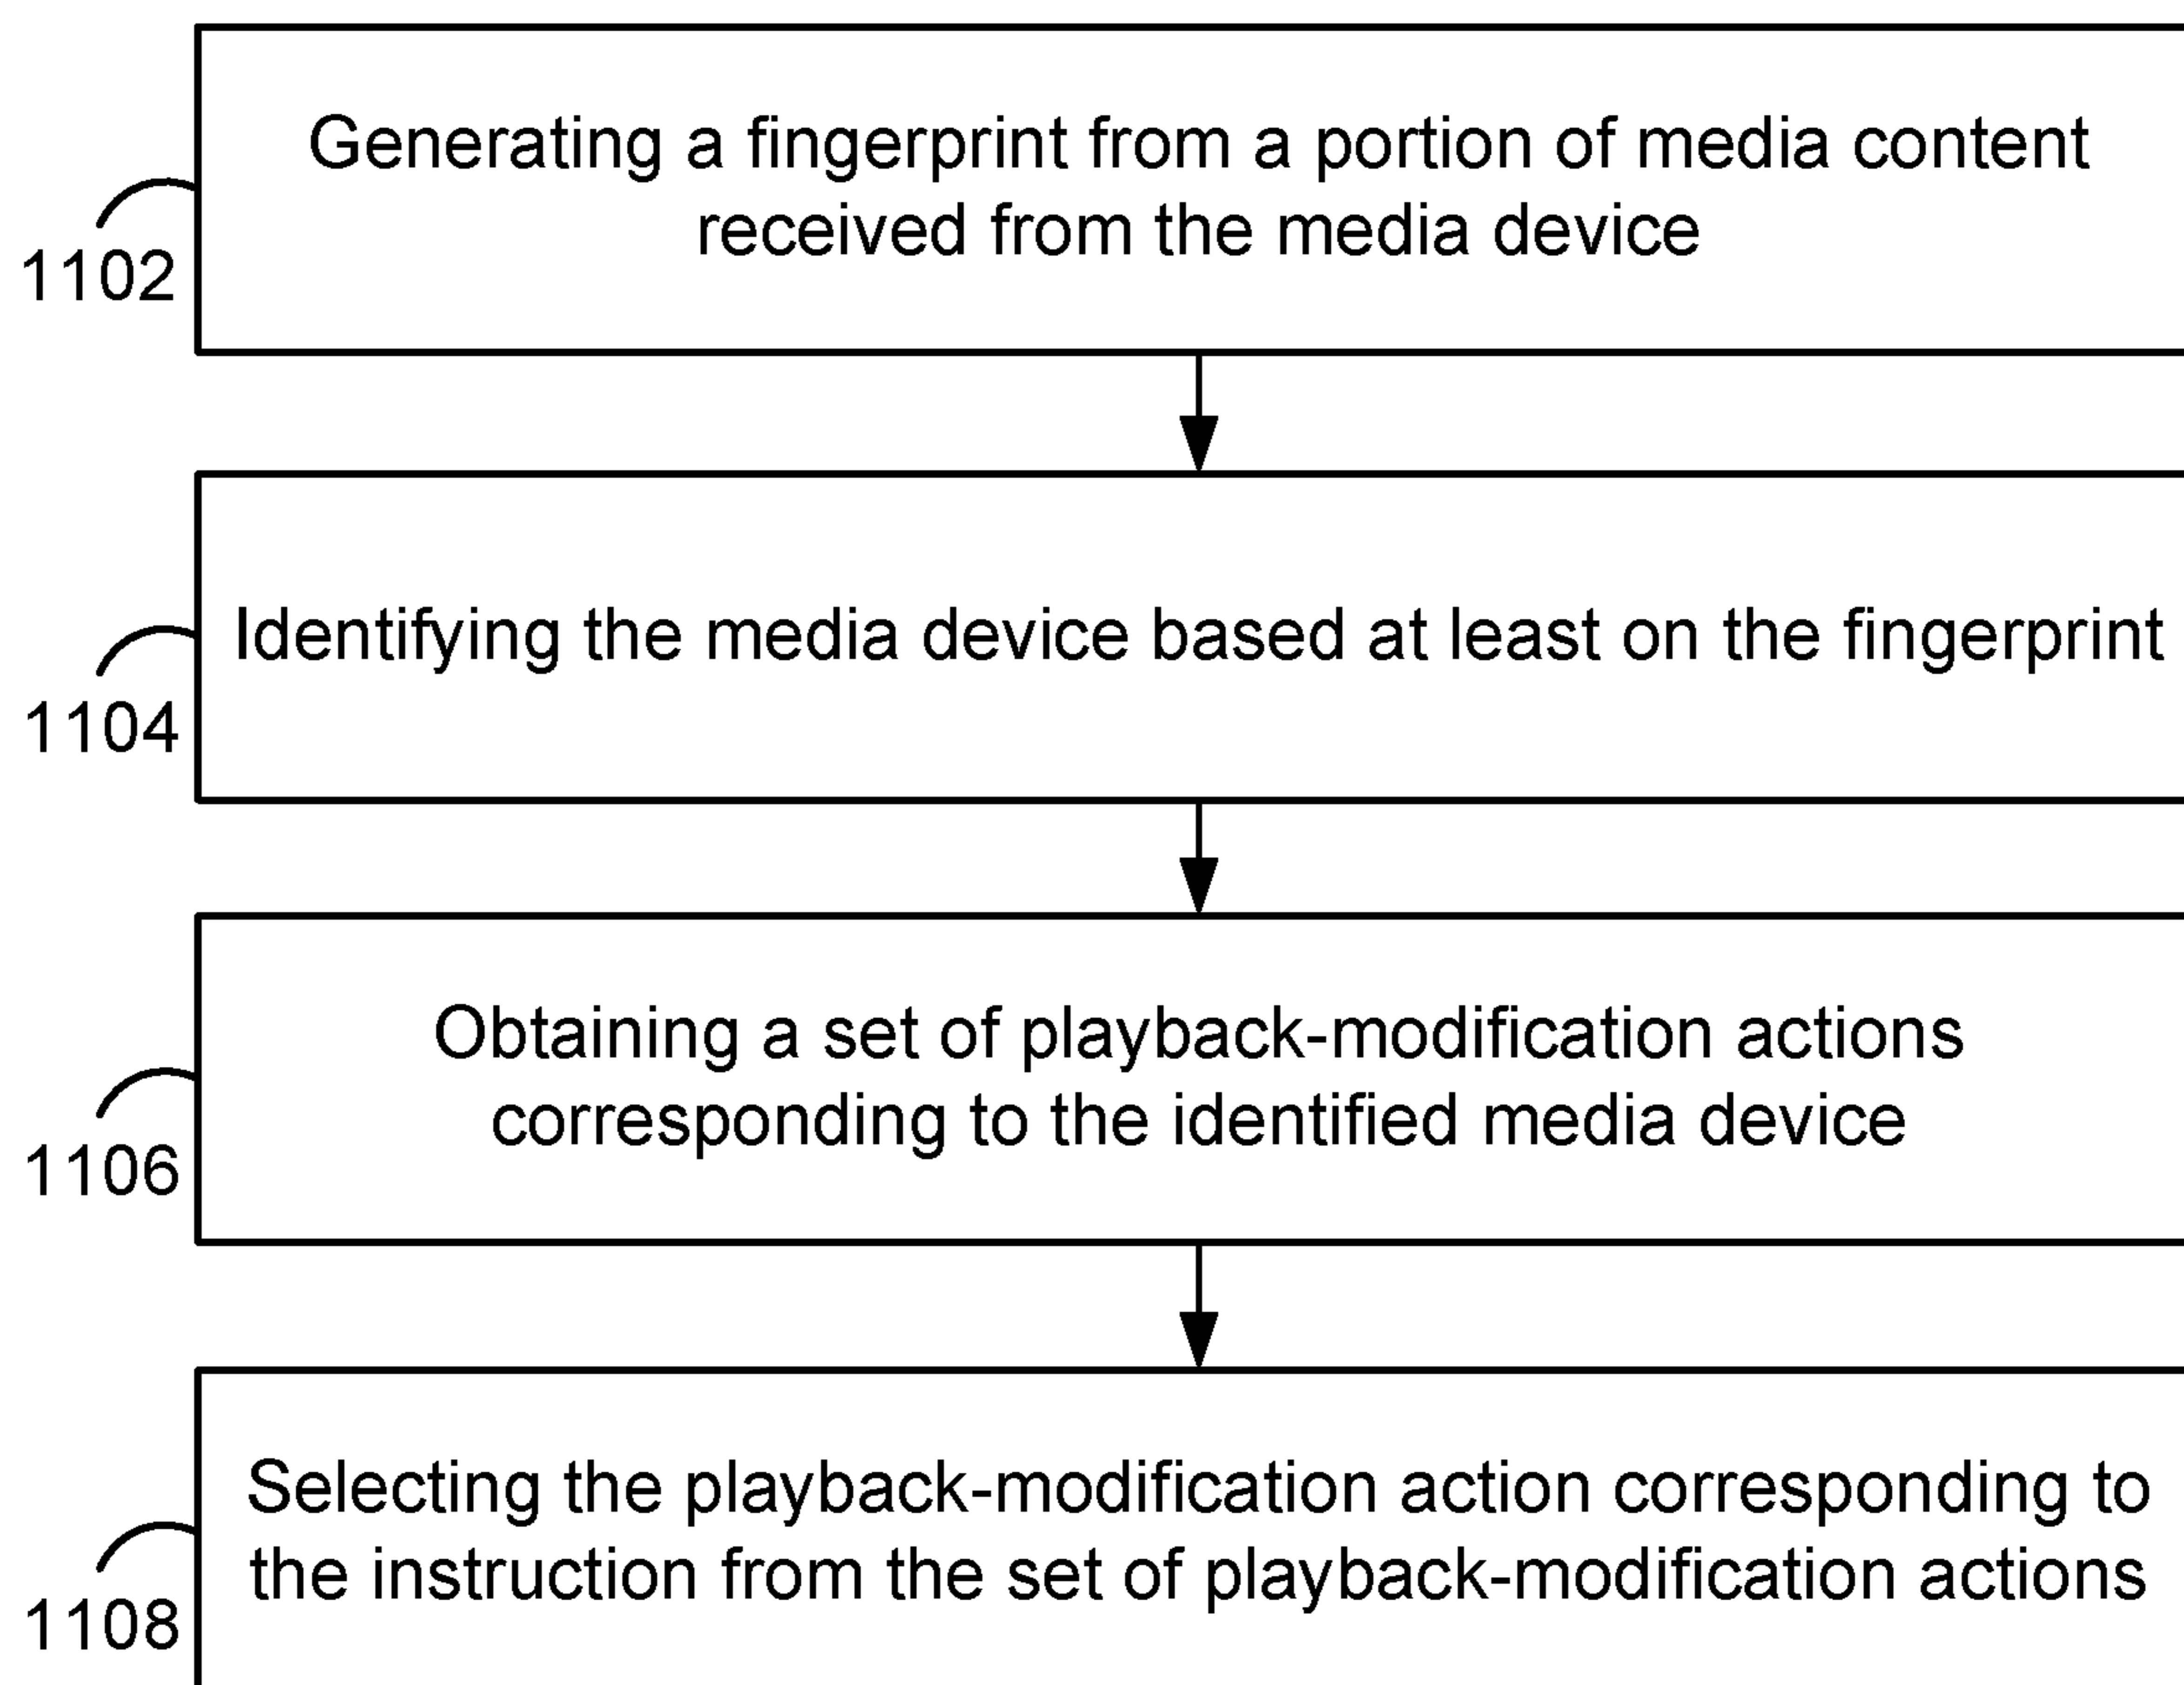 Generating a fingerprint from a portion of media content
received from the media device
1102
Identifying the media device based at least on the fingerprint
1104
Obtaining a set of playback-modification actions
corresponding to the identified media device
1106
Selecting the playback-modification action corresponding to
the instruction from the set of playback-modification actions
1108